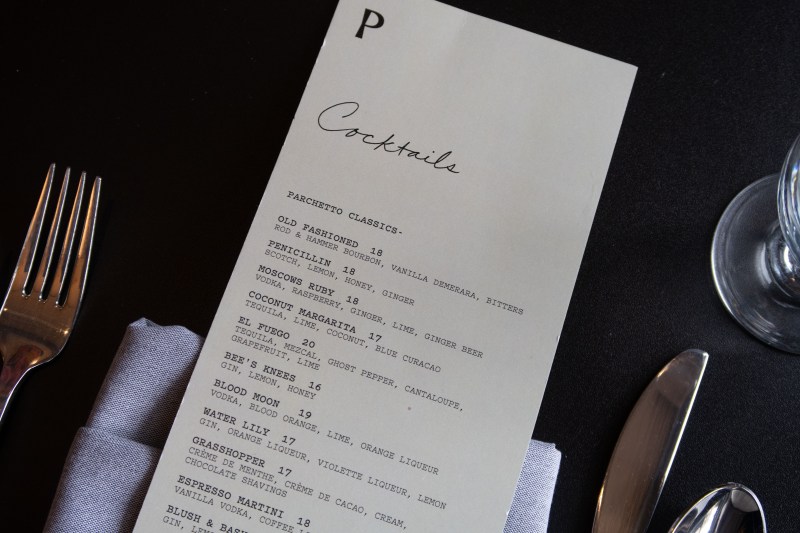 P
Cocktails
PARCHETTO CLASSICS-
OLD FASHIONED 18
ROD & HAMMER BOURBON, VANILLA DEMERARA, BITTERS
PENICILLIN 18
SCOTCH, LEMON, HONEY, GINGER
MOSCOWS RUBY 18
VODKA, RASPBERRY, GINGER, LIME, GINGER BEER
COCONUT MARGARITA 17
TEQUILA, LIME, COCONUT, BLUE CURACAO
EL FUEGO 20
TEQUILA, MEZCAL, GHOST PEPPER, CANTALOUPE,
GRAPEFRUIT, LIME
BEE'S KNEES 16
GIN, LEMON, HONEY
BLOOD MOON 19
VODKA, BLOOD ORANGE, LIME, ORANGE LIQUEUR
WATER LILY 17
GIN, ORANGE LIQUEUR, VIOLETTE LIQUEUR, LEMON
GRASSHOPPER 17
CRÈME DE MENTHE, CRÈME DE CACAO, CREAM,
CHOCOLATE SHAVINGS
ESPRESSO MARTINI 18
VANILLA VODKA, COFFEE
BLUSH &
GIN,